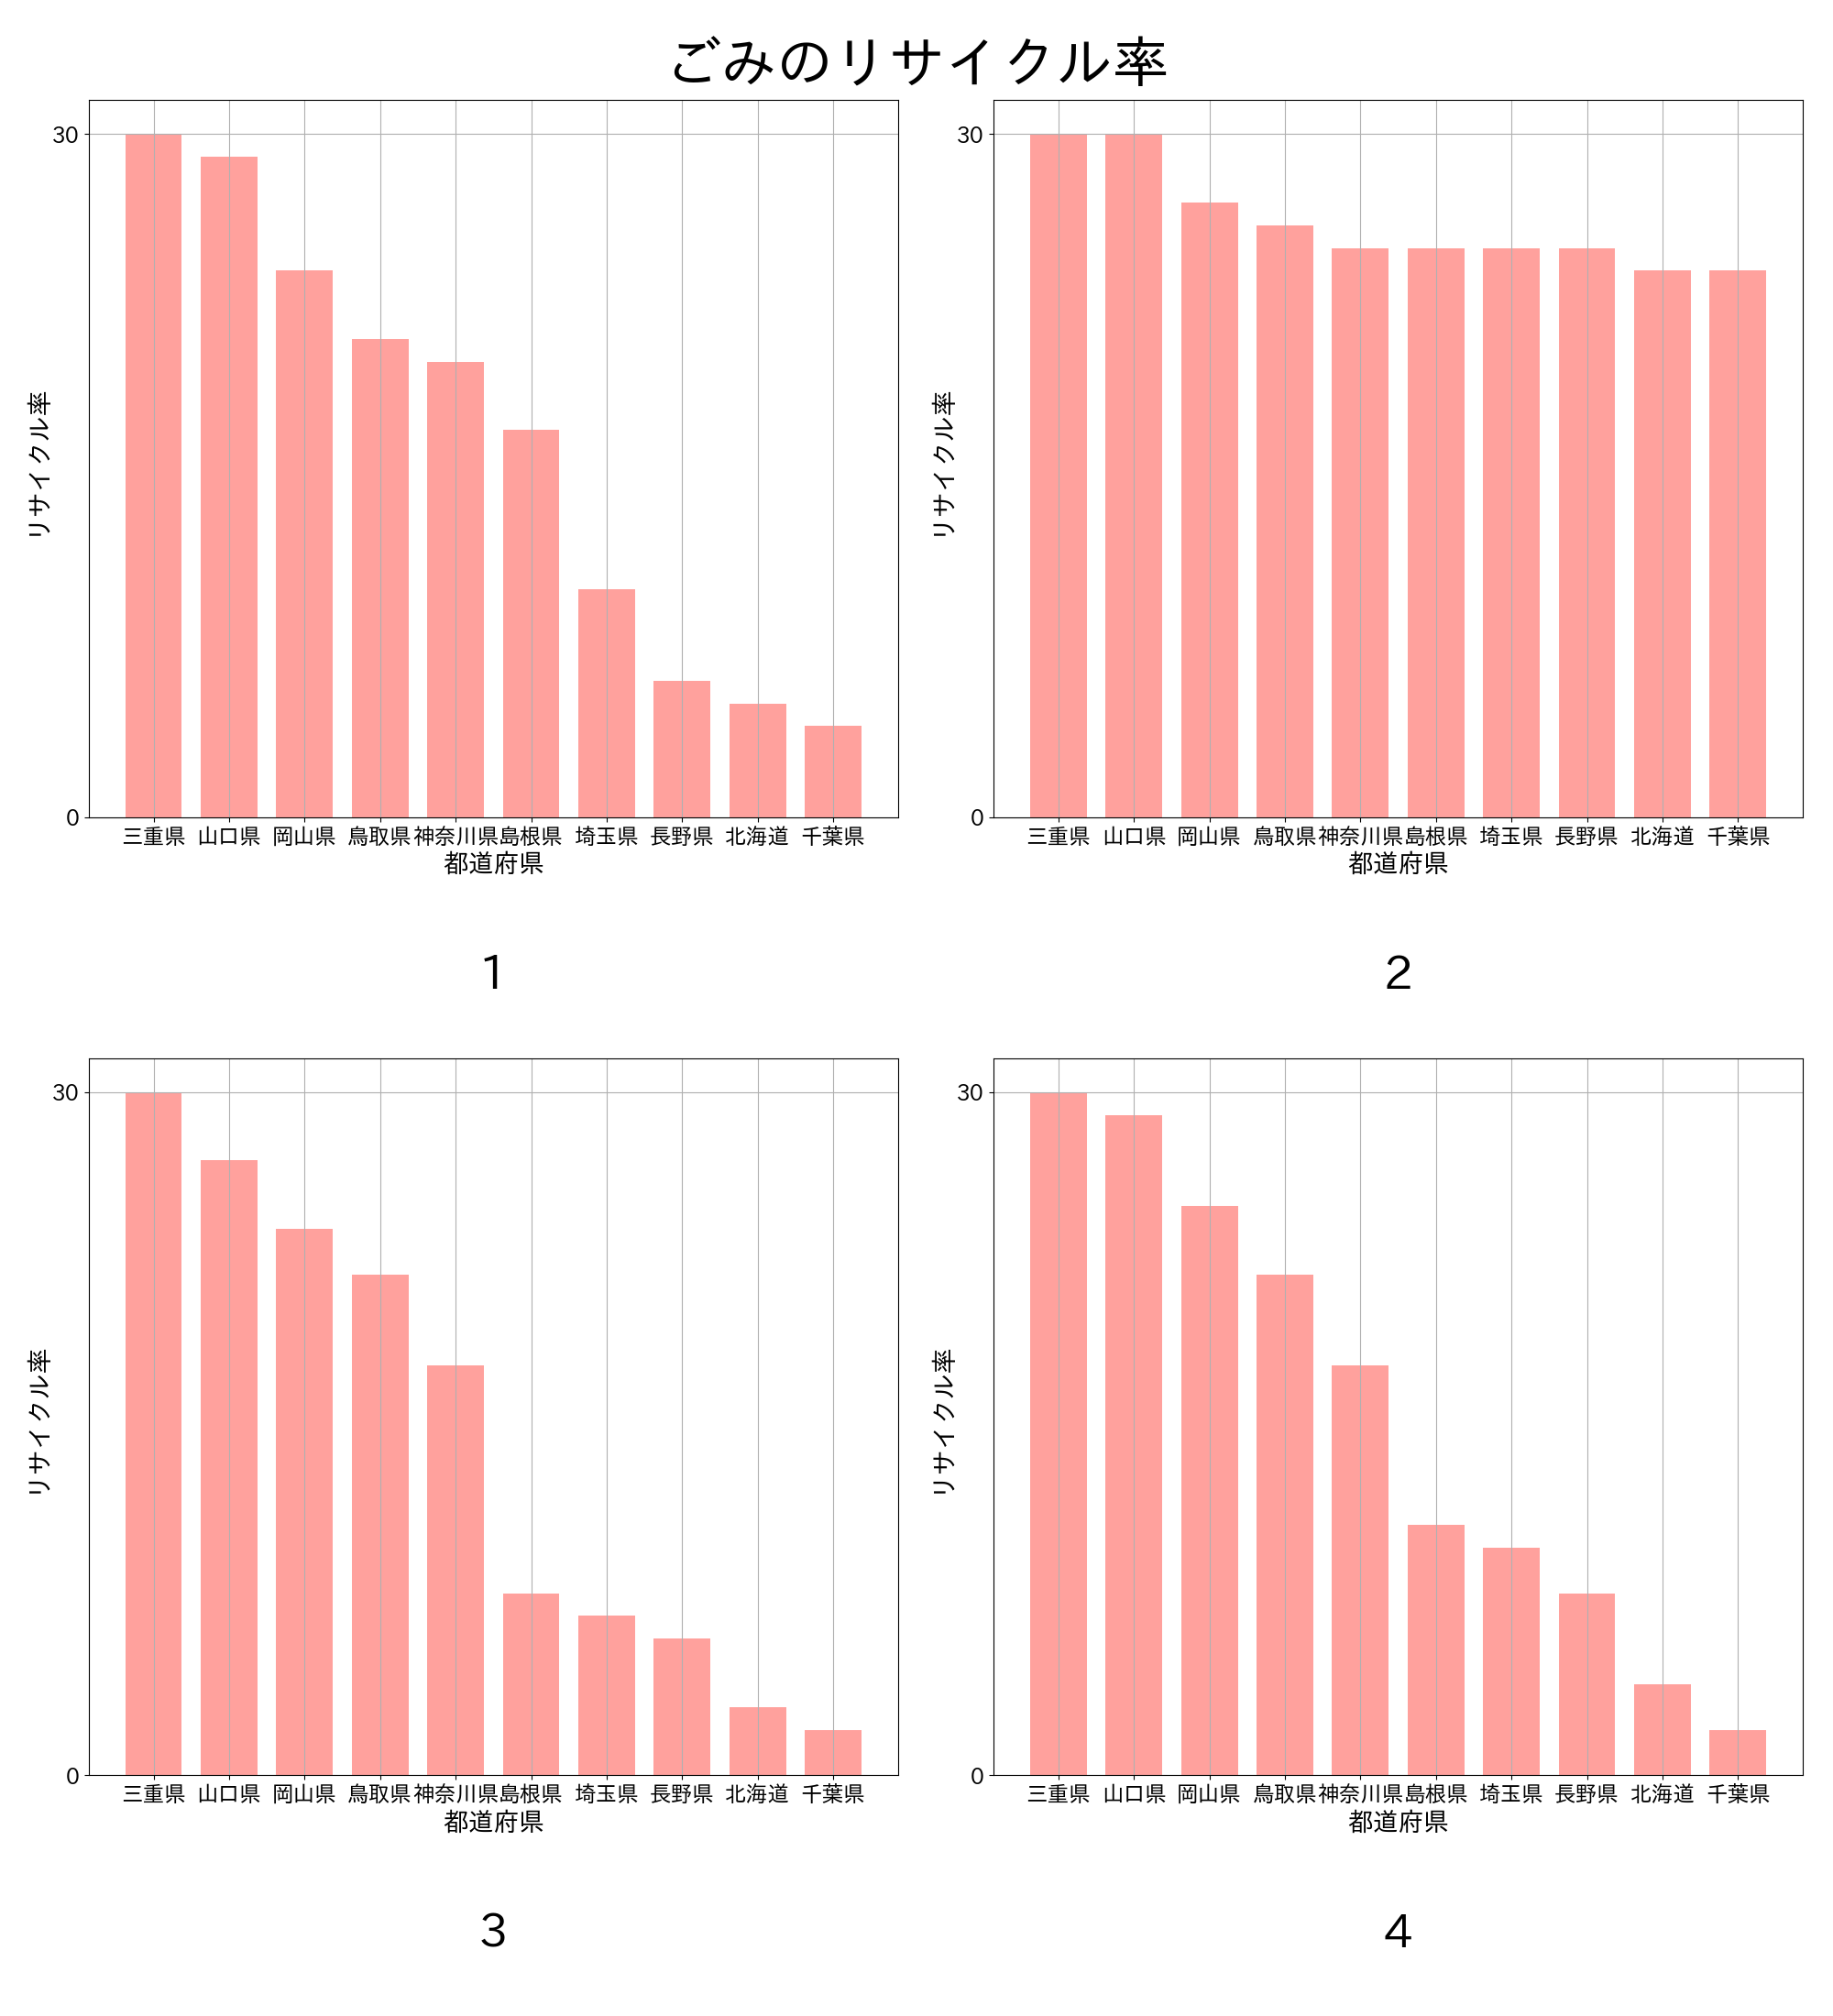 ごみのリサイクル率
30
0
リサイクル率
三重県 山口県 岡山県 鳥取県 神奈川県 島根県 埼玉県 長野県 北海道 千葉県
都道府県
1
30
0
リサイクル率
三重県 山口県 岡山県 鳥取県 神奈川県 島根県 埼玉県 長野県 北海道 千葉県
都道府県
2
30
0
リサイクル率
三重県 山口県 岡山県 鳥取県 神奈川県 島根県 埼玉県 長野県 北海道 千葉県
都道府県
3
30
0
リサイクル率
三重県 山口県 岡山県 鳥取県 神奈川県 島根県 埼玉県 長野県 北海道 千葉県
都道府県
4